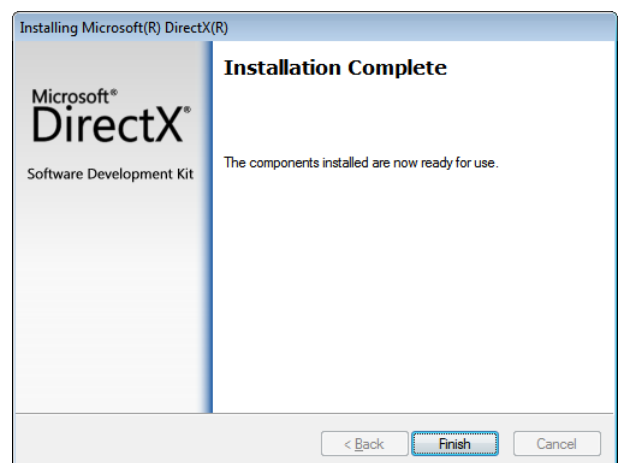 Installing Microsoft(R) DirectX(R)
Installation Complete
Microsoft®
DirectX®
Software Development Kit
The components installed are now ready for use.
< Back
Finish
Cancel